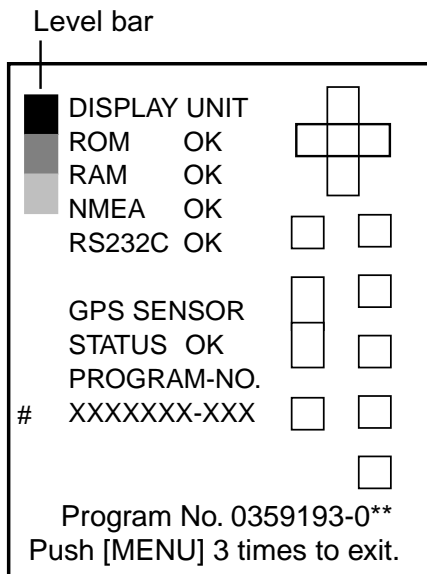 Level bar
DISPLAY UNIT
ROM OK
RAM OK
NMEA OK
RS232C OK
GPS SENSOR
STATUS OK
PROGRAM-NO.
# XXXXXXX-XXX
Program No. 0359193-0**
Push [MENU] 3 times to exit.